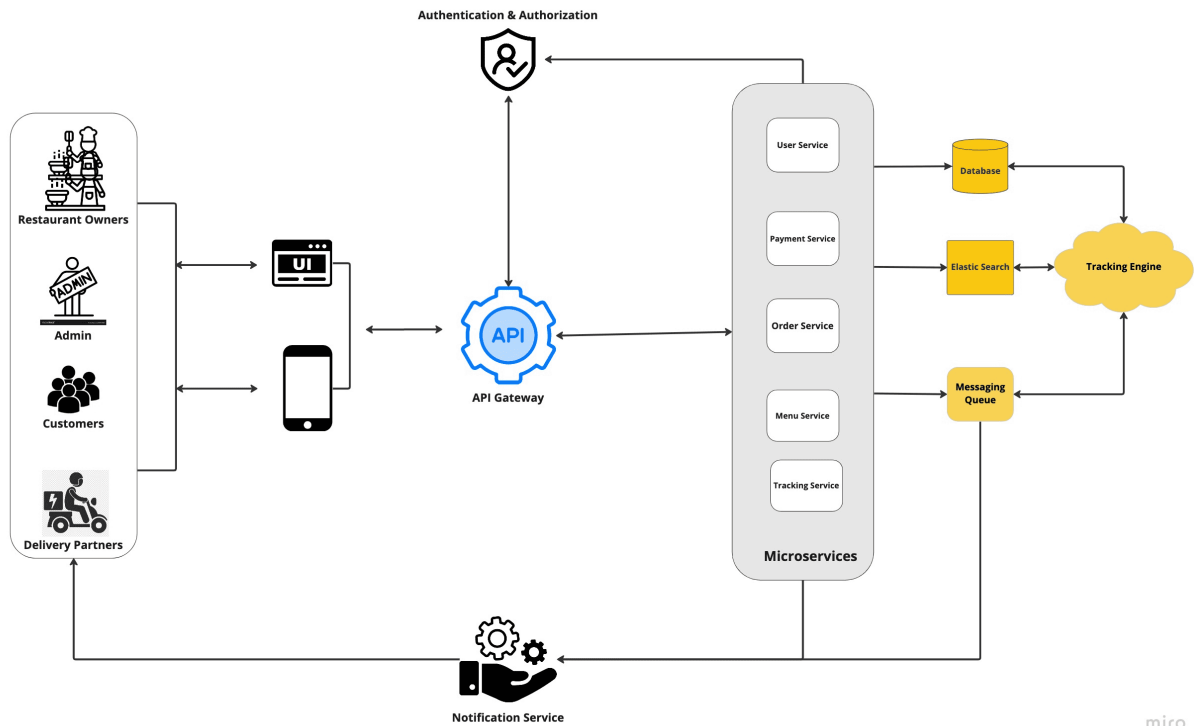 Authentication & Authorization
Restaurant Owners
ADMIN
Admin
Customers
Delivery Partners
UI
API
API Gateway
User Service
Payment Service
Order Service
Menu Service
Tracking Service
Microservices
Database
Elastic Search
Messaging
Queue
Tracking Engine
Notification Service
miro